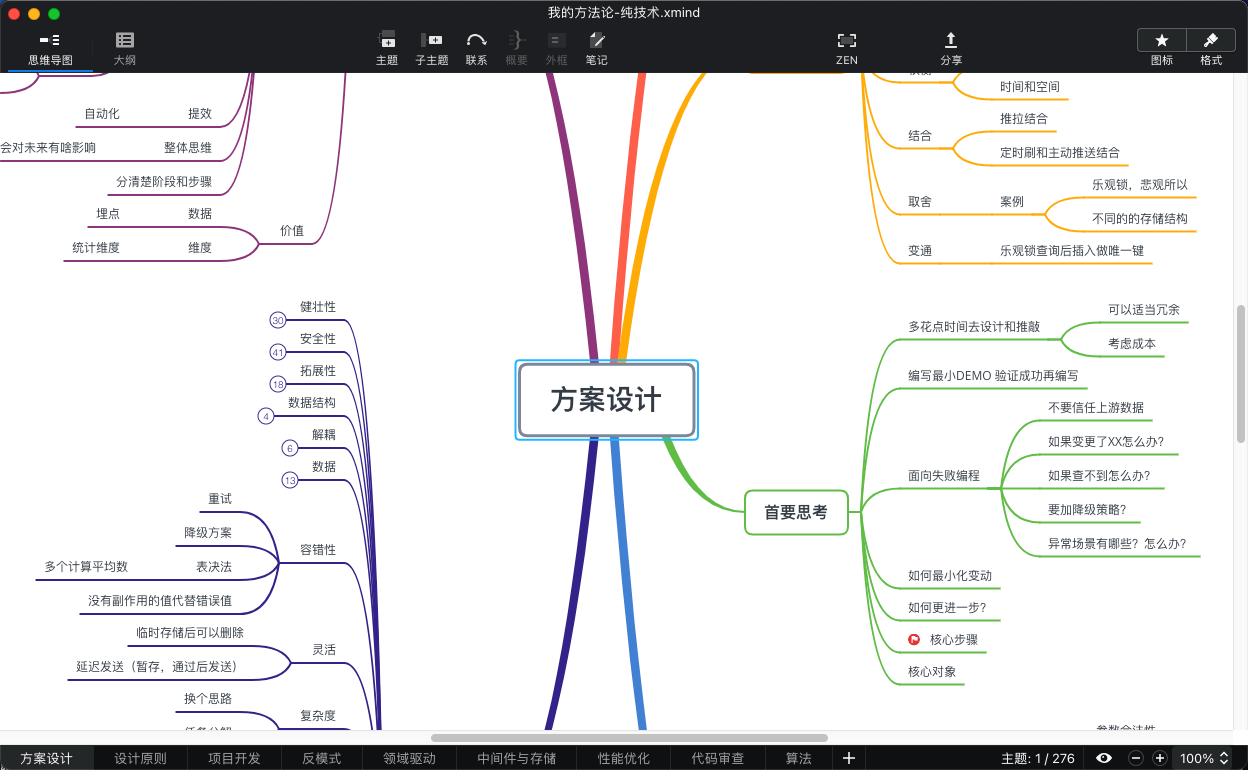 我的方法论-纯技术.xmind
思维导图
大纲
主题
子主题
联系
概要
外框
笔记
ZEN
分享
图标
格式
自动化
提效
会对未来有啥影响
整体思维
分清楚阶段和步骤
埋点
数据
统计维度
维度
价值
健壮性
30
安全性
41
拓展性
18
数据结构
4
解耦
6
数据
13
重试
降级方案
多个计算平均数
表决法
没有副作用的值代替错误值
容错性
临时存储后可以删除
延迟发送（暂存，通过后发送）
灵活
换个思路
复杂度
方案设计
时间和空间
结合
推拉结合
定时刷和主动推送结合
取舍
案例
乐观锁，悲观所以
不同的的存储结构
变通
乐观锁查询后插入做唯一键
首要思考
多花点时间去设计和推敲
可以适当冗余
考虑成本
编写最小DEMO 验证成功再编写
面向失败编程
不要信任上游数据
如果变更了XX怎么办?
如果查不到怎么办?
要加降级策略?
异常场景有哪些？怎么办?
如何最小化变动
如何更进一步?
核心步骤
核心对象
方案设计
设计原则
项目开发
反模式
领域驱动
中间件与存储
性能优化
代码审查
算法
主题: 1 / 276
100%